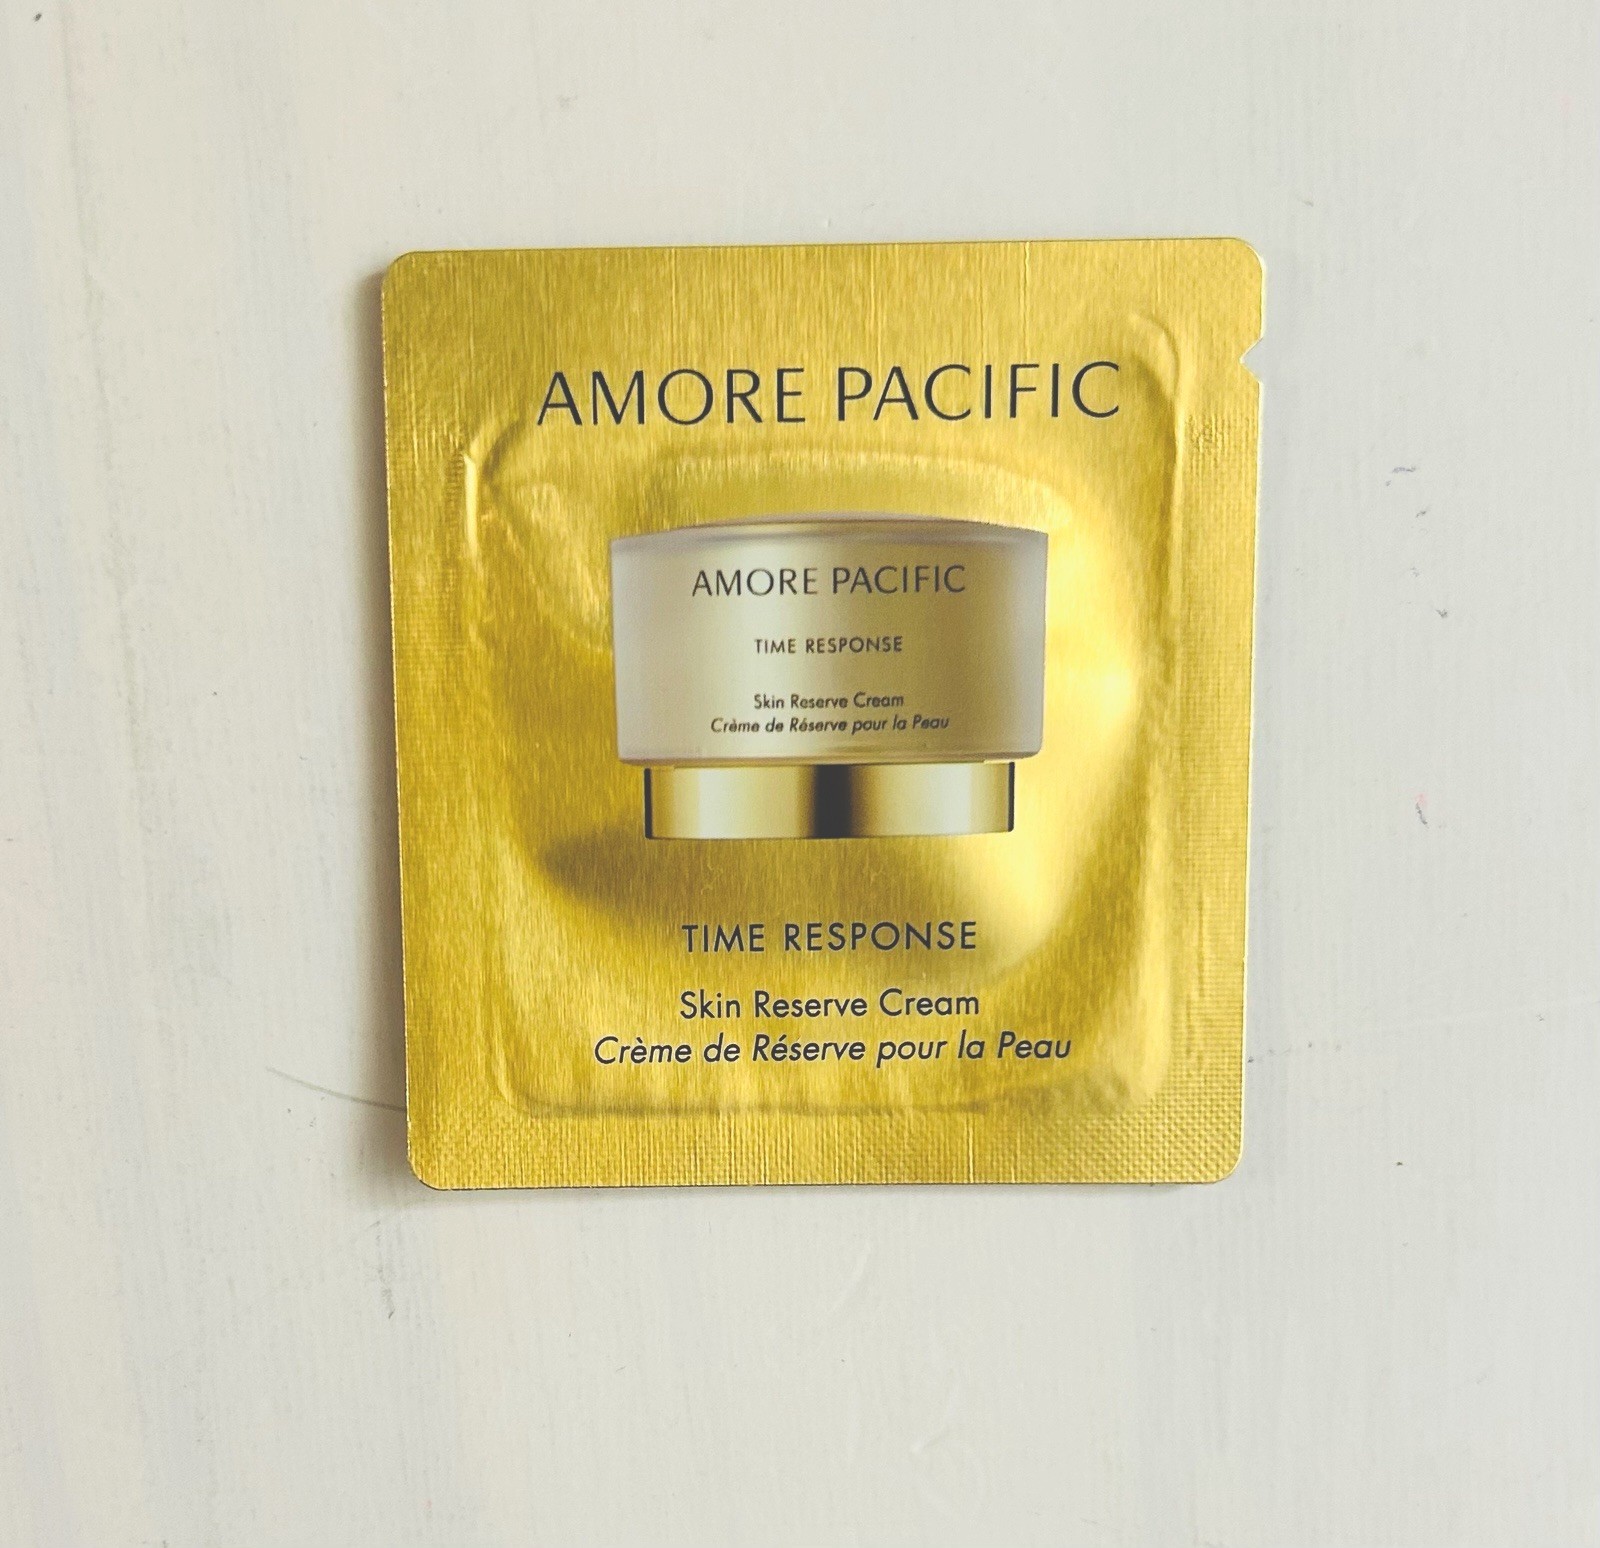 AMORE PACIFIC
AMORE PACIFIC
TIME RESPONSE
Skin Reserve Cream
Crème de Réserve pour la Peau
TIME RESPONSE
Skin Reserve Cream
Crème de Réserve pour la Peau